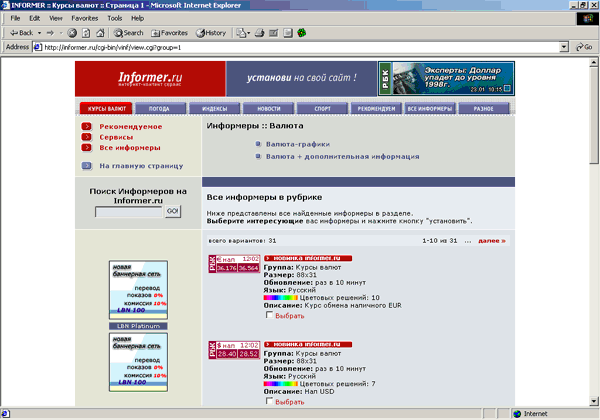 INFORMER :: Курсы валют :: Страница 1 - Microsoft Internet Explorer
File Edit View Favorites Tools Help
Back Search Favorites History
Address http://informer.ru/cgi-bin/vinf/view.cgi?group=1 Go
Informer.ru
интернет-контент сервис
установи на свой сайт !
РБК
Эксперты: Доллар упадет до уровня 1998г.
23.01 10:15
КУРСЫ ВАЛЮТ ПОГОДА ИНДЕКСЫ НОВОСТИ СПОРТ РЕКОМЕНДУЕМ ВСЕ ИНФОРМЕРЫ РАЗНОЕ
Рекомендуемое
Сервисы
Все информеры
На главную страницу
Информеры :: Валюта
Валюта-графики
Валюта + дополнительная информация
Поиск Информеров на
Informer.ru
GO!
Все информеры в рубрике
Ниже представлены все найденные информеры в разделе.
Выберите интересующие вас информеры и нажмите кнопку "установить".
всего вариантов: 31 1-10 из 31 ... далее »
РБК € нал 12/02
36.176 36.564
новинка informer.ru
Группа: Курсы валют
Размер: 88x31
Обновление: раз в 10 минут
Язык: Русский
Цветовых решений: 10
Описание: Курс обмена наличного EUR
Выбрать
новая
баннерная сеть
перевод
показов 0%
комиссия 10%
LBN 100
LBN Platinum
новая
баннерная сеть
перевод
показов 0%
комиссия 10%
LBN 100
РБК $ нал 12/02
28.40 28.52
новинка informer.ru
Группа: Курсы валют
Размер: 88x31
Обновление: раз в 10 минут
Язык: Русский
Цветовых решений: 7
Описание: Нал USD
Выбрать
Internet